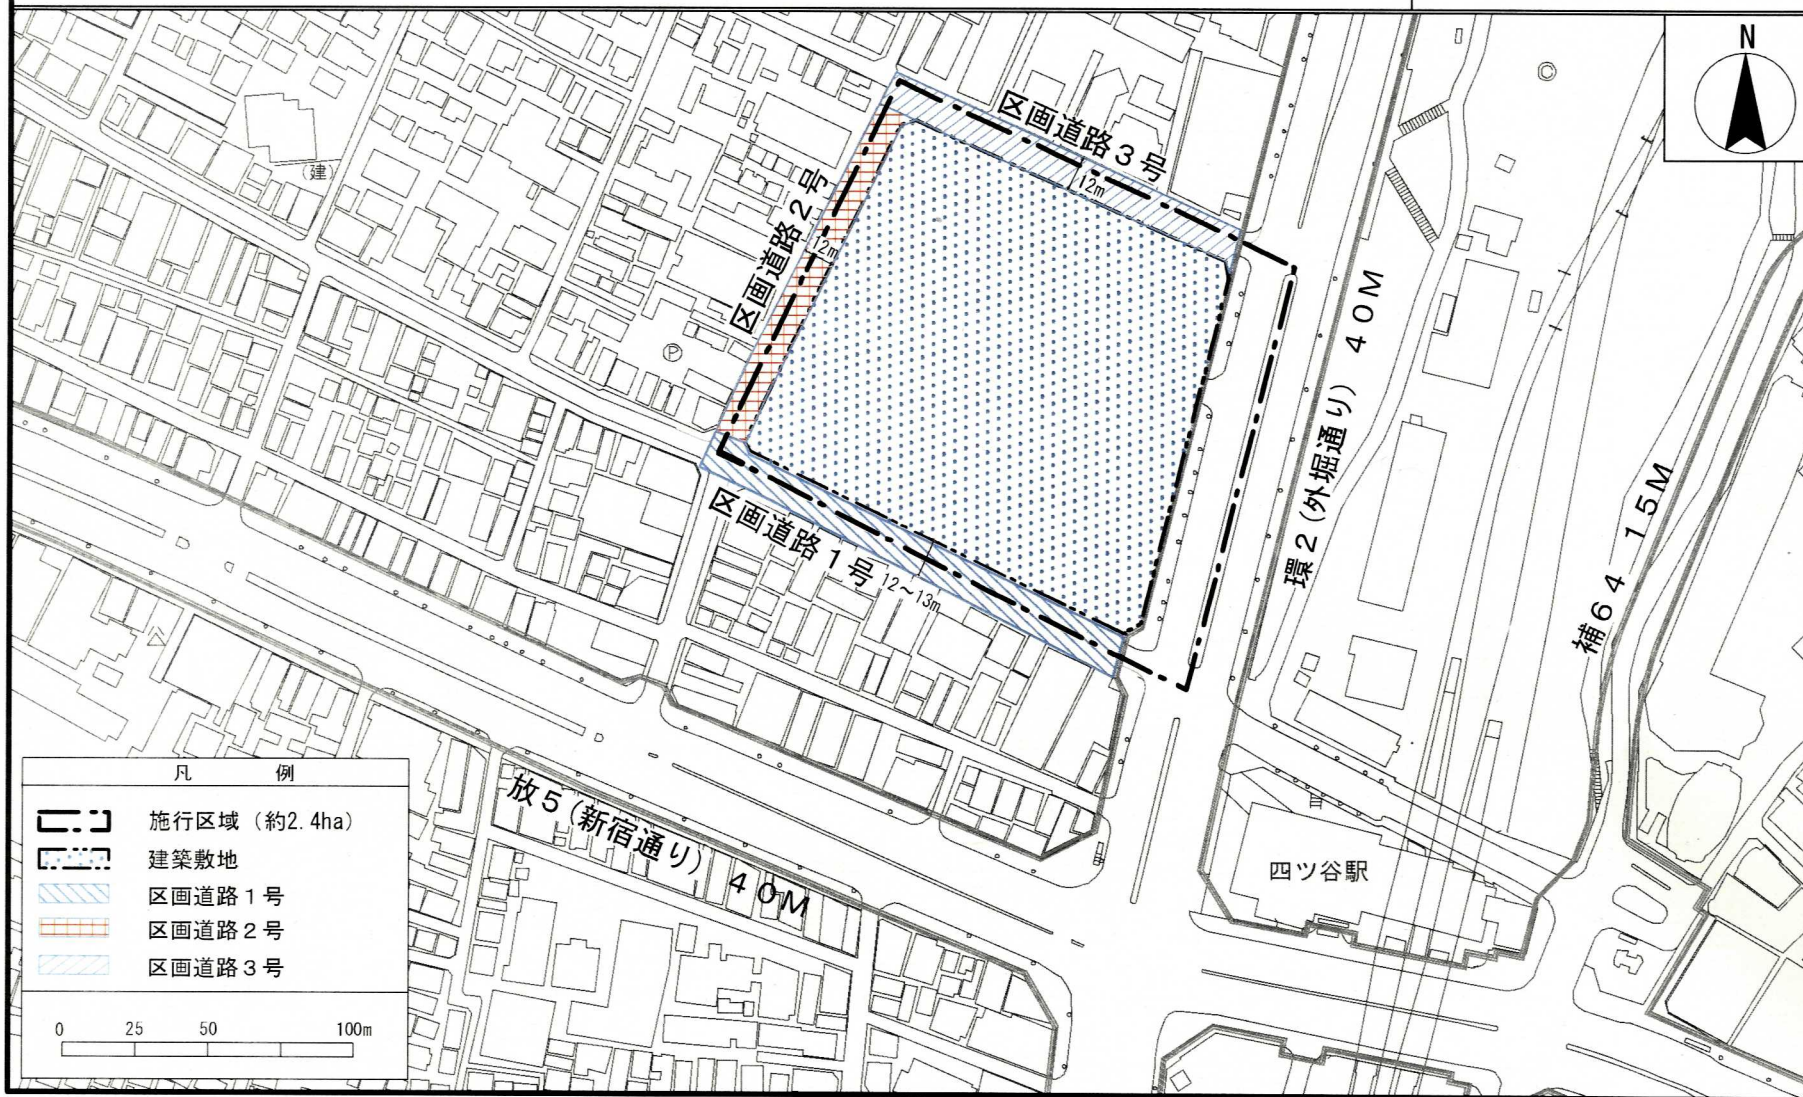 N
区画道路3号
12m
区画道路2号
12m
(建)
P
区画道路1号
12〜13m
環2(外堀通り) 40M
補64 15M
放5(新宿通り) 40M
四ツ谷駅
凡 例
施行区域 (約2.4ha)
建築敷地
区画道路1号
区画道路2号
区画道路3号
0 25 50 100m